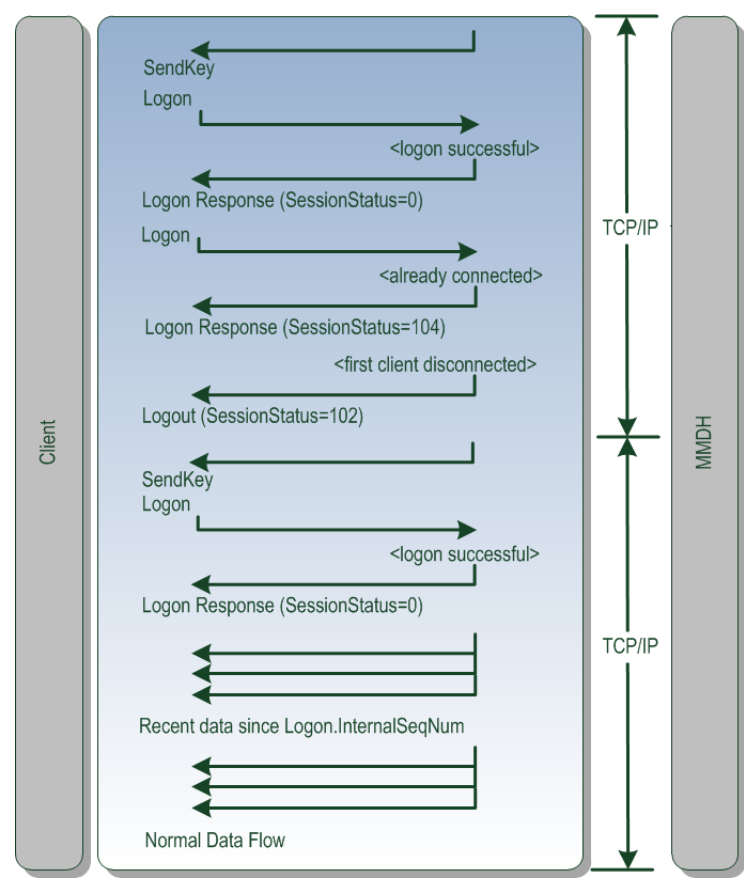 SendKey
Logon
<logon successful>
Logon Response (SessionStatus=0)
Logon
<already connected>
Logon Response (SessionStatus=104)
<first client disconnected>
Logout (SessionStatus=102)
SendKey
Logon
<logon successful>
Logon Response (SessionStatus=0)
Recent data since Logon.InternalSeqNum
Normal Data Flow
Client
TCP/IP
TCP/IP
MMDH